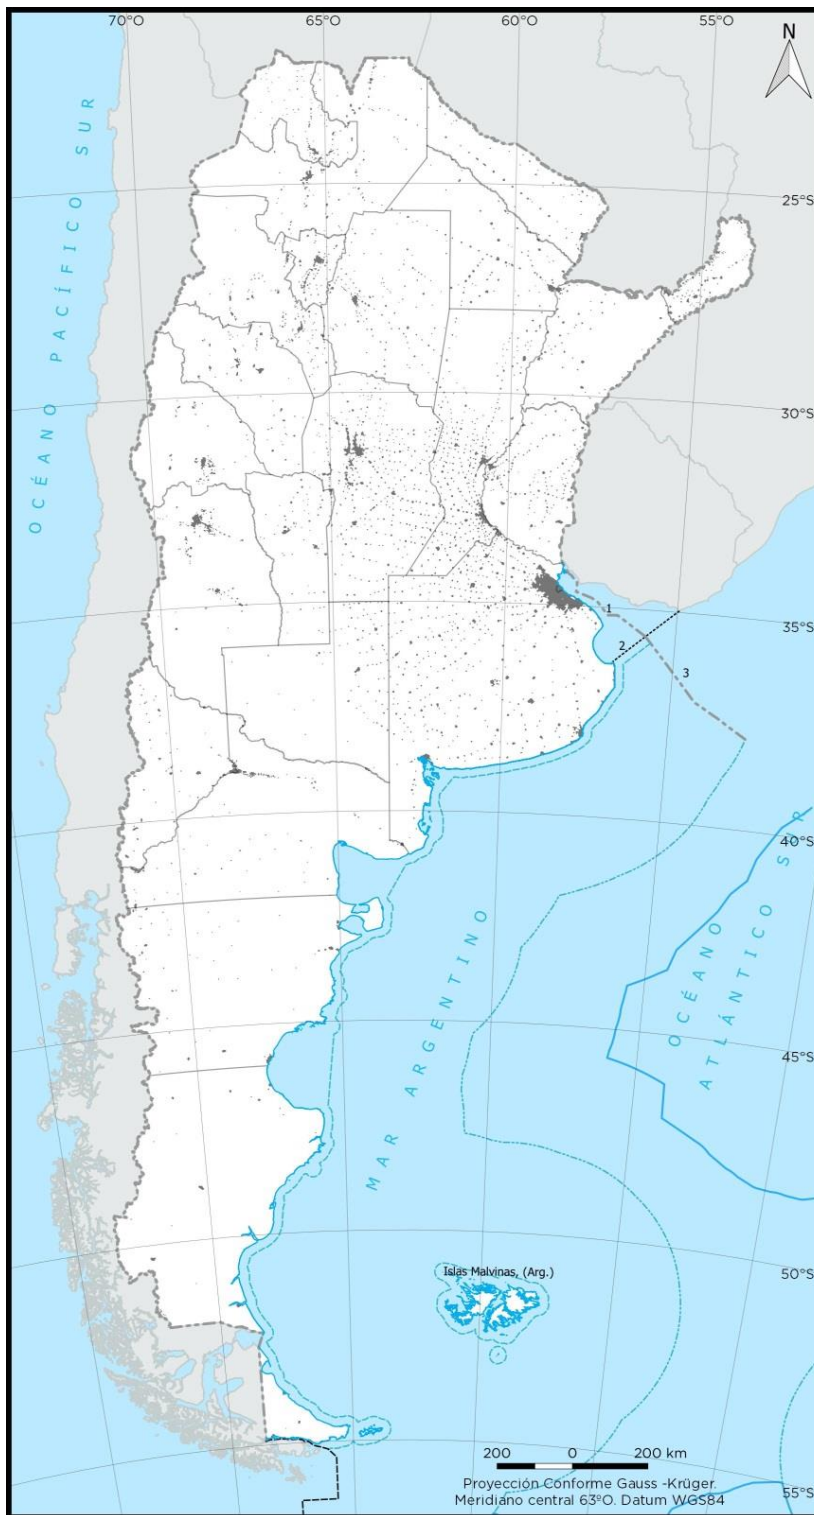 70°O
65°O
60°O
55°O
N
OCÉANO PACÍFICO SUR
25°S
30°S
1
35°S
2
3
40°S
OCÉANO
ATLÁNTICO SUR
MAR ARGENTINO
45°S
Islas Malvinas, (Arg.)
50°S
200 0 200 km
Proyección Conforme Gauss -Krüger.
Meridiano central 63ºO. Datum WGS84
55°S